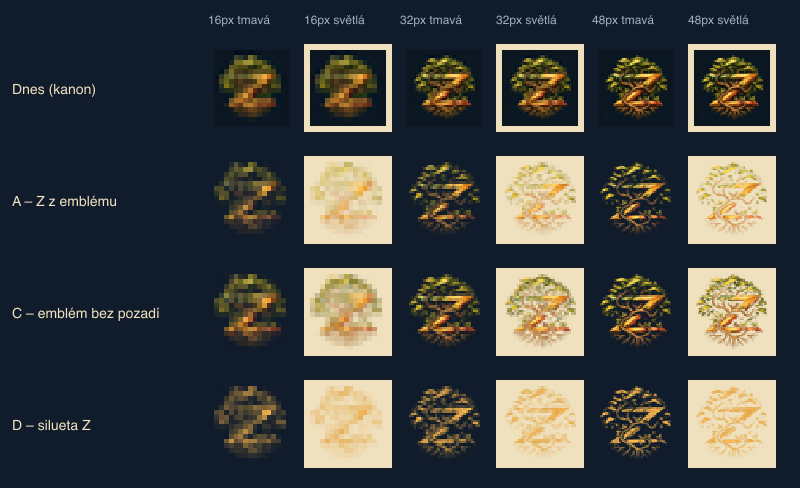 16px tmavá 16px světlá 32px tmavá 32px světlá 48px tmavá 48px světlá
Dnes (kanon)
A – Z z emblému
C – emblém bez pozadí
D – silueta Z